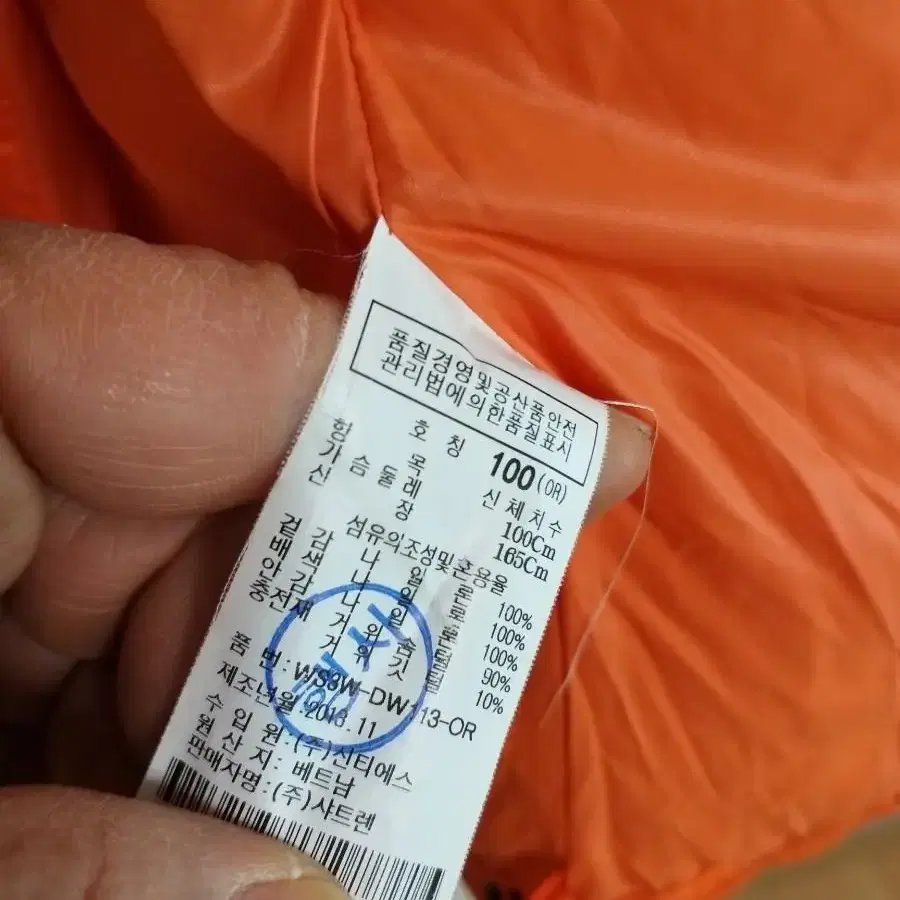 품질경영및공산품안전
관리법에의한품질표시
호 칭 100(OR)
항 목 신체치수
가 슴 둘 레 100Cm
신 장 165Cm
섬유의조성및혼용율
겉 감 나 일 론 100%
배 색 나 일 론 100%
안 감 나 일 론 100%
충전재 거 위 솜 털 90%
거 위 깃 털 10%
품 번: WS3W-DW113-OR
제조년월:2013.11
수 입 원:(주)신티에스
원 산 지: 베트남
판매자명:(주)샤트렌